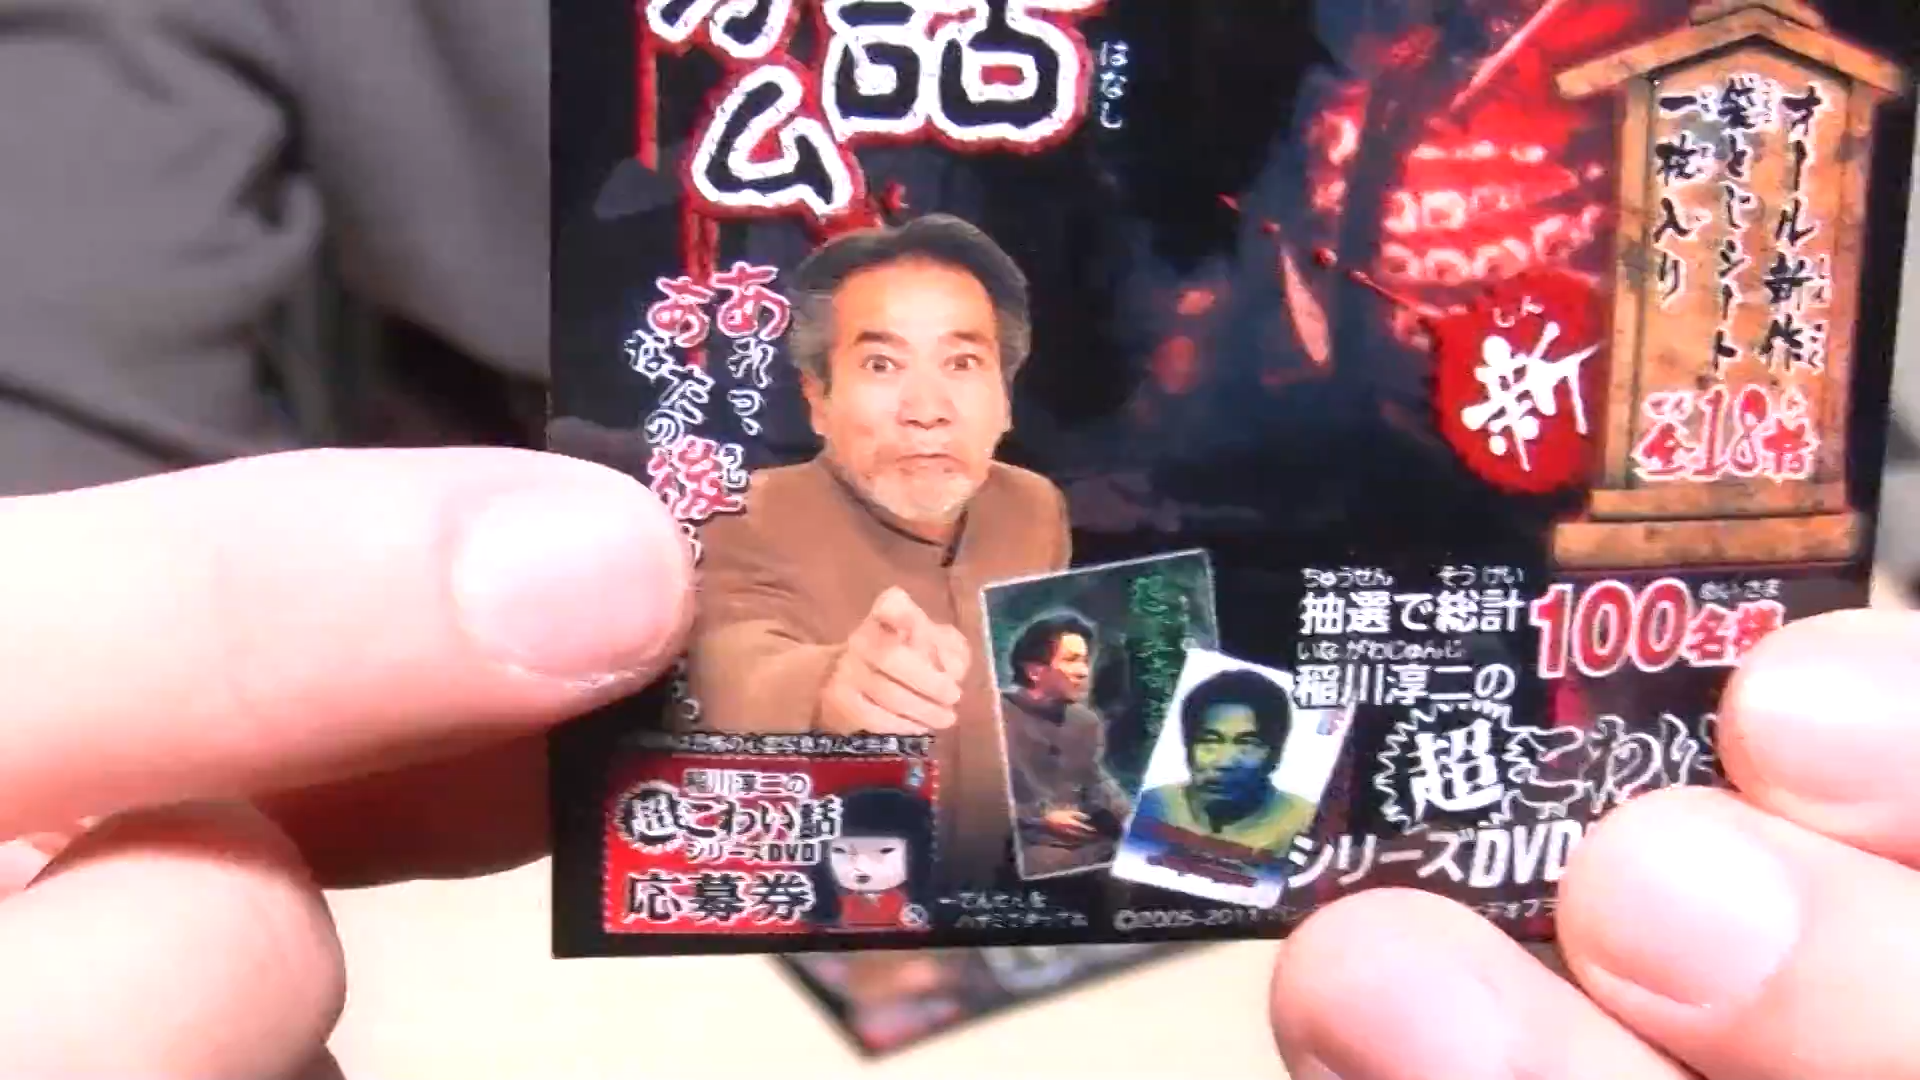 話
はなし
ガム
オール新作
袋とじシート
一枚入り
全18話
しん
新
あれっ、
あなたの後
うし
ちゅうせん そうけい
抽選で総計100名様
いながわじゅんじ
稲川淳二の
超こわい
シリーズDVD
稲川淳二の
超こわい話
シリーズDVD
応募券
©2005-2011